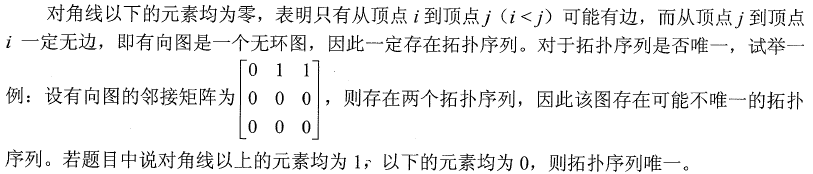 对角线以下的元素均为零，表明只有从顶点 i 到顶点 j（i < j）可能有边，而从顶点 j 到顶点
i 一定无边，即有向图是一个无环图，因此一定存在拓扑序列。对于拓扑序列是否唯一，试举一
例：设有向图的邻接矩阵为[0 1 1; 0 0 0; 0 0 0]，则存在两个拓扑序列，因此该图存在可能不唯一的拓扑
序列。若题目中说对角线以上的元素均为 1，以下的元素均为 0，则拓扑序列唯一。